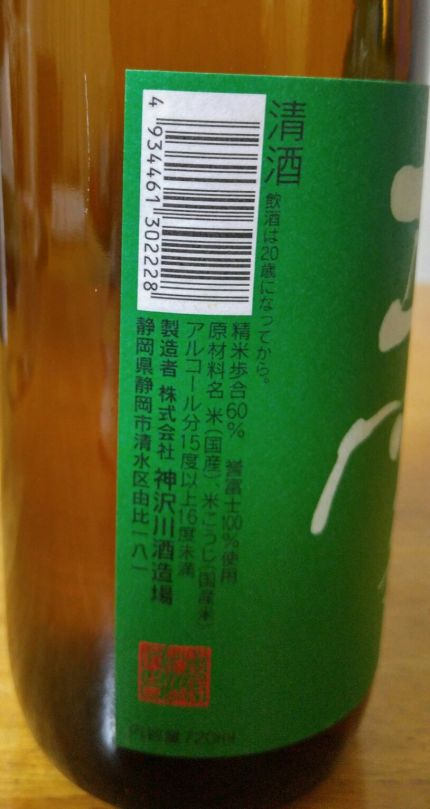 清酒
飲酒は20歳になってから。
精米歩合60% 誉富士100%使用
原材料名 米(国産)、米こうじ(国産米)
アルコール分15度以上16度未満
製造者 株式会社 神沢川酒造場
静岡県静岡市清水区由比一八一
4 934461 302228
内容量720ml